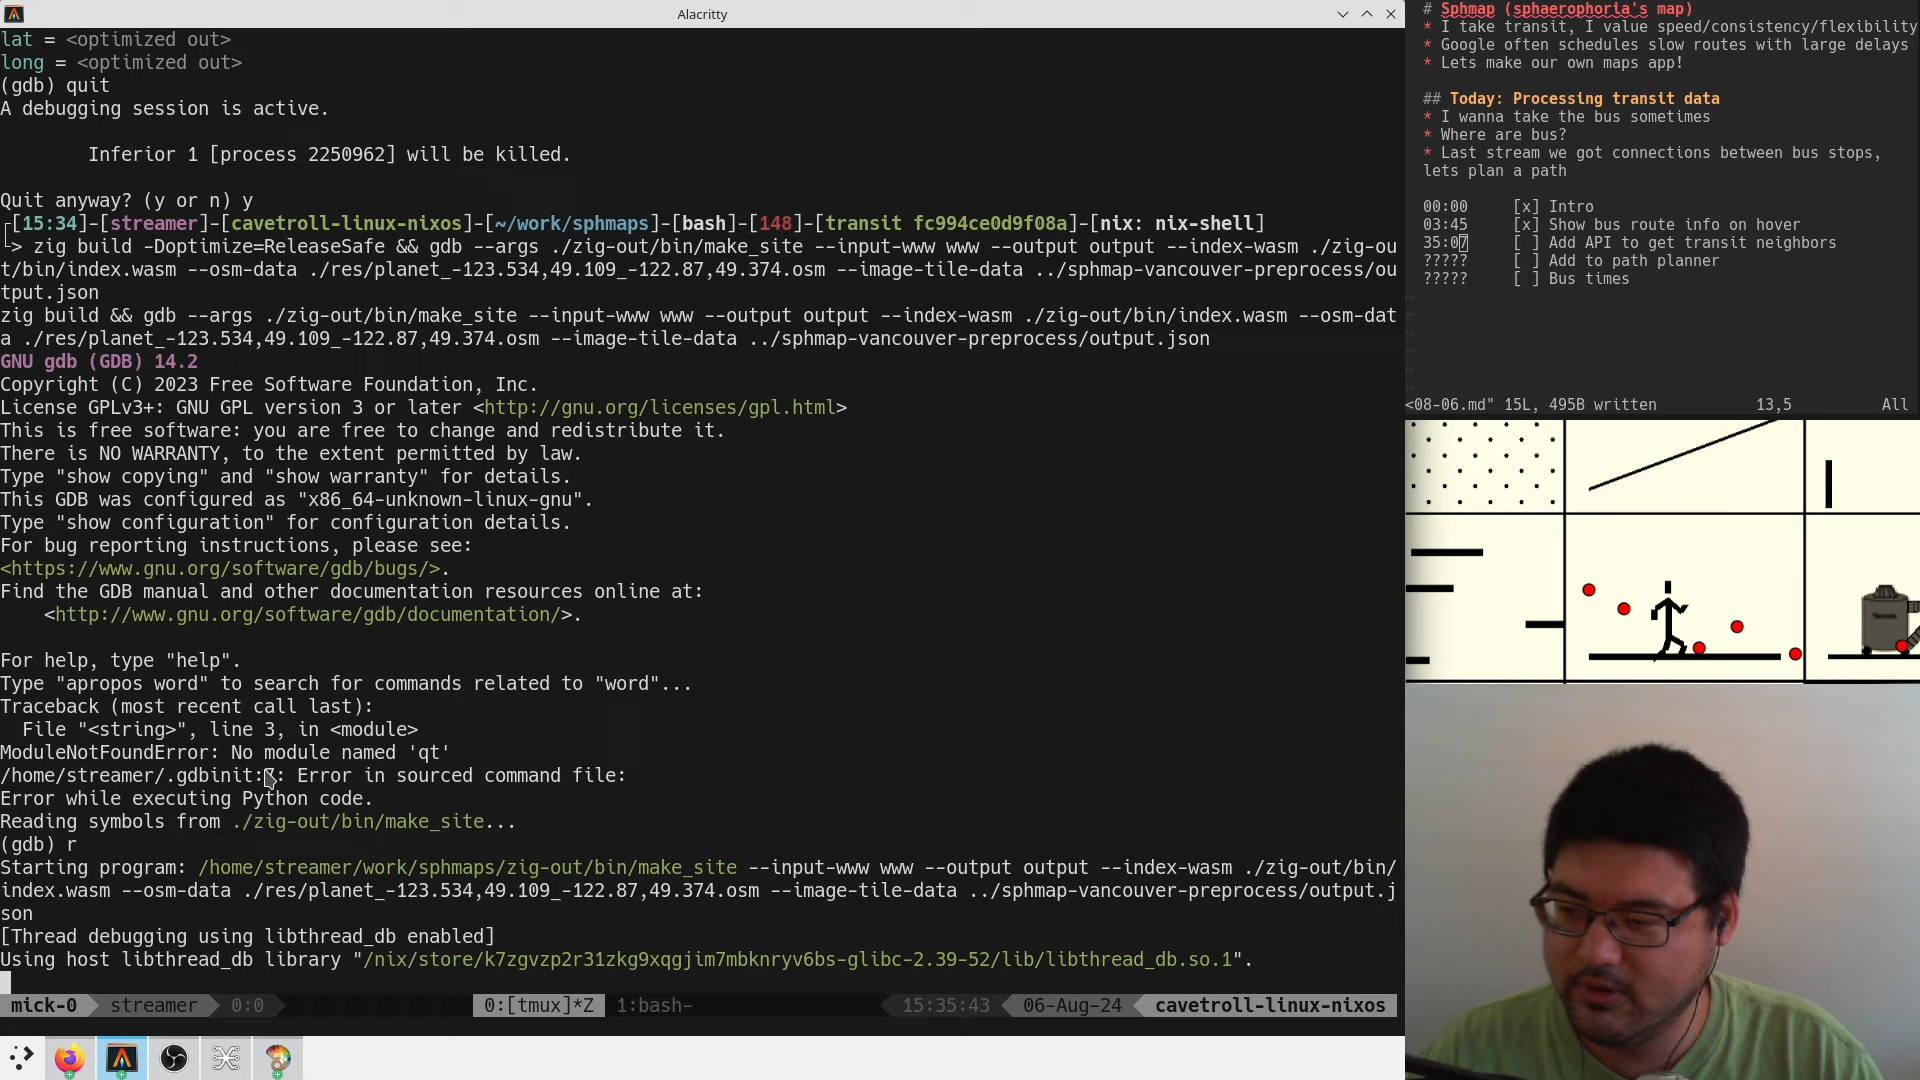 Alacritty
lat = <optimized out>
long = <optimized out>
(gdb) quit
A debugging session is active.
Inferior 1 [process 2250962] will be killed.
Quit anyway? (y or n) y
┌[15:34]-[streamer]-[cavetroll-linux-nixos]-[~/work/sphmaps]-[bash]-[148]-[transit fc994ce0d9f08a]-[nix: nix-shell]
└> zig build -Doptimize=ReleaseSafe && gdb --args ./zig-out/bin/make_site --input-www www --output output --index-wasm ./zig-ou
t/bin/index.wasm --osm-data ./res/planet_-123.534,49.109_-122.87,49.374.osm --image-tile-data ../sphmap-vancouver-preprocess/ou
tput.json
zig build && gdb --args ./zig-out/bin/make_site --input-www www --output output --index-wasm ./zig-out/bin/index.wasm --osm-dat
a ./res/planet_-123.534,49.109_-122.87,49.374.osm --image-tile-data ../sphmap-vancouver-preprocess/output.json
GNU gdb (GDB) 14.2
Copyright (C) 2023 Free Software Foundation, Inc.
License GPLv3+: GNU GPL version 3 or later <http://gnu.org/licenses/gpl.html>
This is free software: you are free to change and redistribute it.
There is NO WARRANTY, to the extent permitted by law.
Type "show copying" and "show warranty" for details.
This GDB was configured as "x86_64-unknown-linux-gnu".
Type "show configuration" for configuration details.
For bug reporting instructions, please see:
<https://www.gnu.org/software/gdb/bugs/>.
Find the GDB manual and other documentation resources online at:
<http://www.gnu.org/software/gdb/documentation/>.
For help, type "help".
Type "apropos word" to search for commands related to "word"...
Traceback (most recent call last):
File "<string>", line 3, in <module>
ModuleNotFoundError: No module named 'qt'
/home/streamer/.gdbinit: Error in sourced command file:
Error while executing Python code.
Reading symbols from ./zig-out/bin/make_site...
(gdb) r
Starting program: /home/streamer/work/sphmaps/zig-out/bin/make_site --input-www www --output output --index-wasm ./zig-out/bin/
index.wasm --osm-data ./res/planet_-123.534,49.109_-122.87,49.374.osm --image-tile-data ../sphmap-vancouver-preprocess/output.j
son
[Thread debugging using libthread_db enabled]
Using host libthread_db library "/nix/store/k7zgvzp2r31zkg9xqgjim7mbknryv6bs-glibc-2.39-52/lib/libthread_db.so.1".
mick-0 streamer 0:0 0:[tmux]*Z 1:bash- 15:35:43 06-Aug-24 cavetroll-linux-nixos
# Sphmap (sphaerophoria's map)
* I take transit, I value speed/consistency/flexibility
* Google often schedules slow routes with large delays
* Lets make our own maps app!
## Today: Processing transit data
* I wanna take the bus sometimes
* Where are bus?
* Last stream we got connections between bus stops,
lets plan a path
00:00 [x] Intro
03:45 [x] Show bus route info on hover
35:07 [ ] Add API to get transit neighbors
????? [ ] Add to path planner
????? [ ] Bus times
<08-06.md" 15L, 495B written 13,5 All